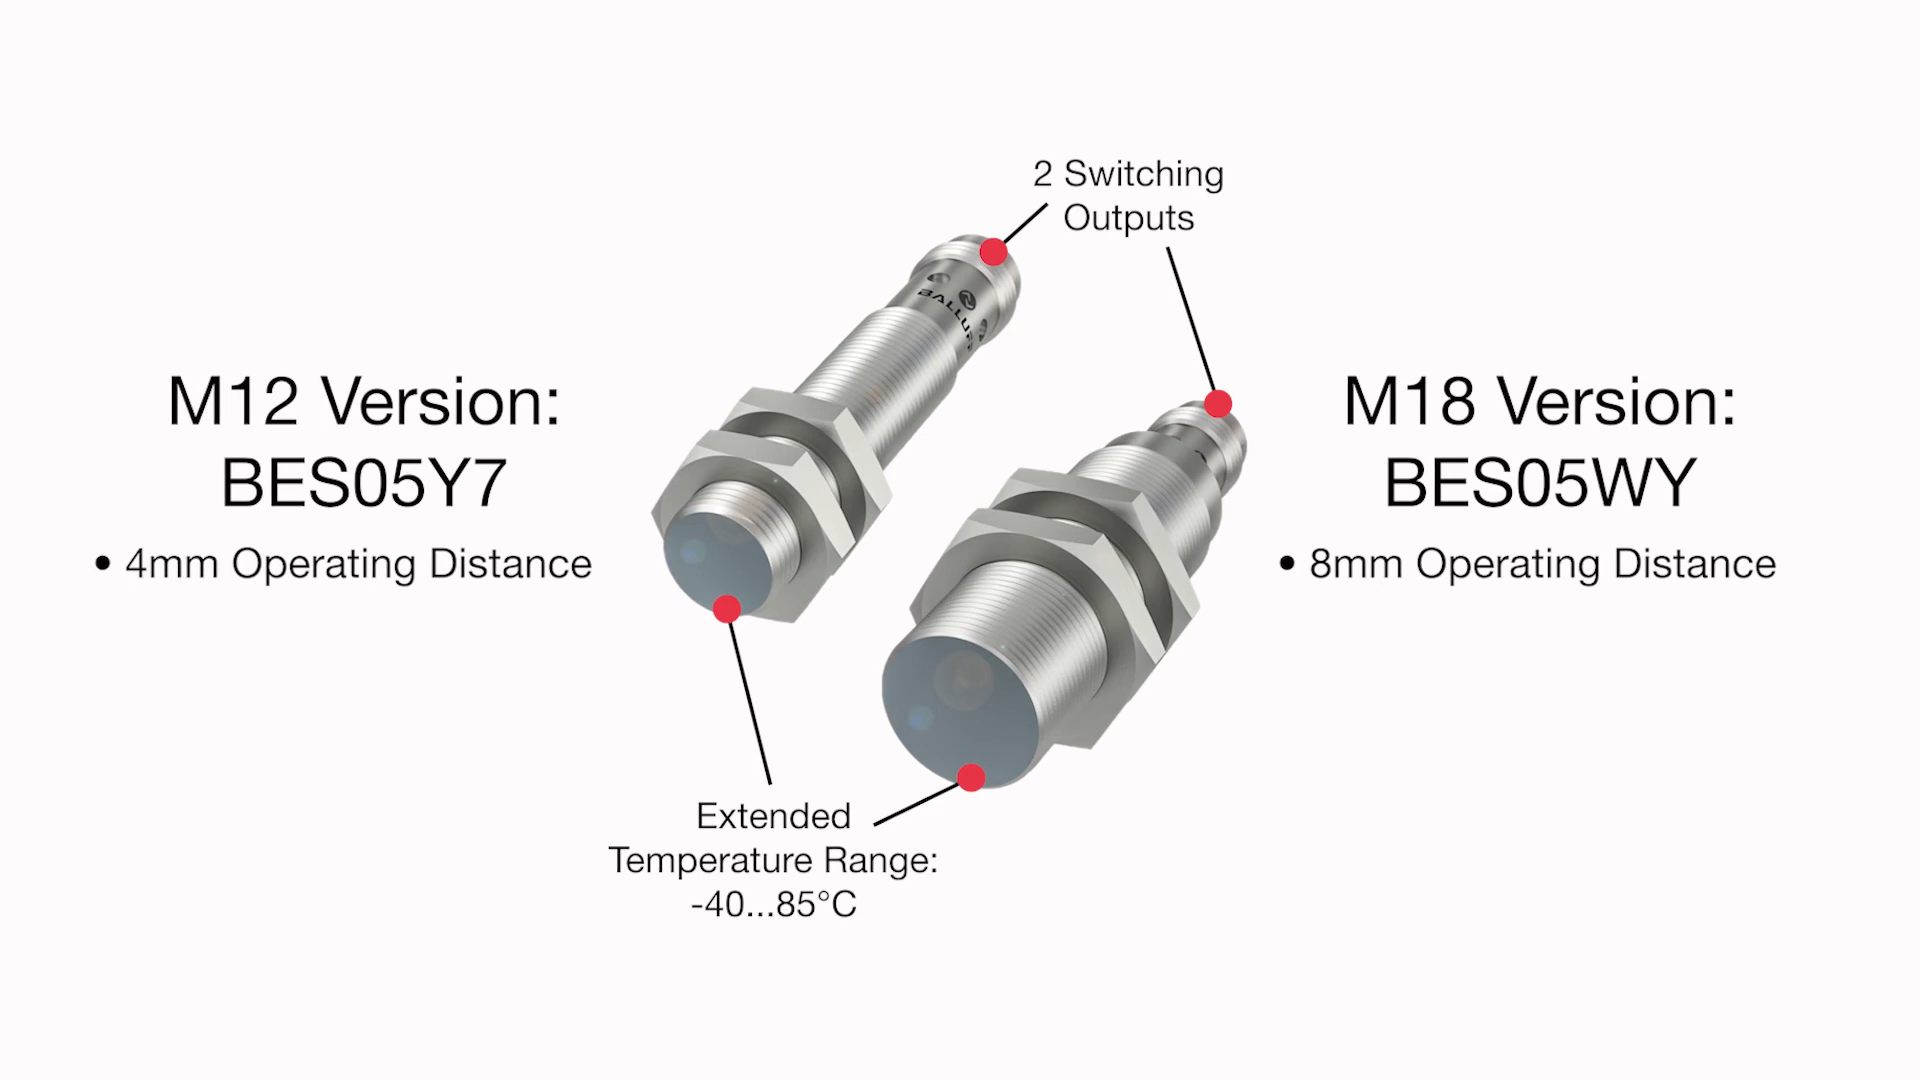 2 Switching
Outputs
BALLUFF
M12 Version:
BES05Y7
• 4mm Operating Distance
M18 Version:
BES05WY
• 8mm Operating Distance
Extended
Temperature Range:
-40...85°C